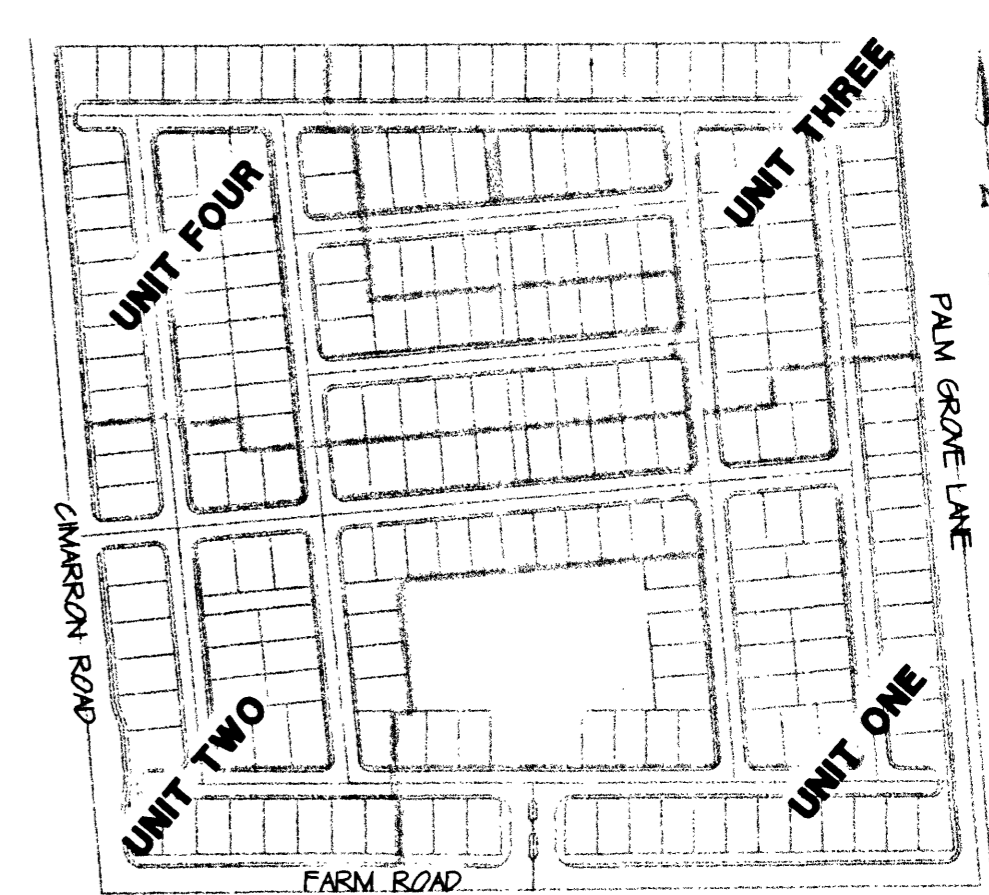 UNIT THREE
UNIT FOUR
PALM GROVE LANE
CIMARRON ROAD
UNIT TWO
UNIT ONE
FARM ROAD